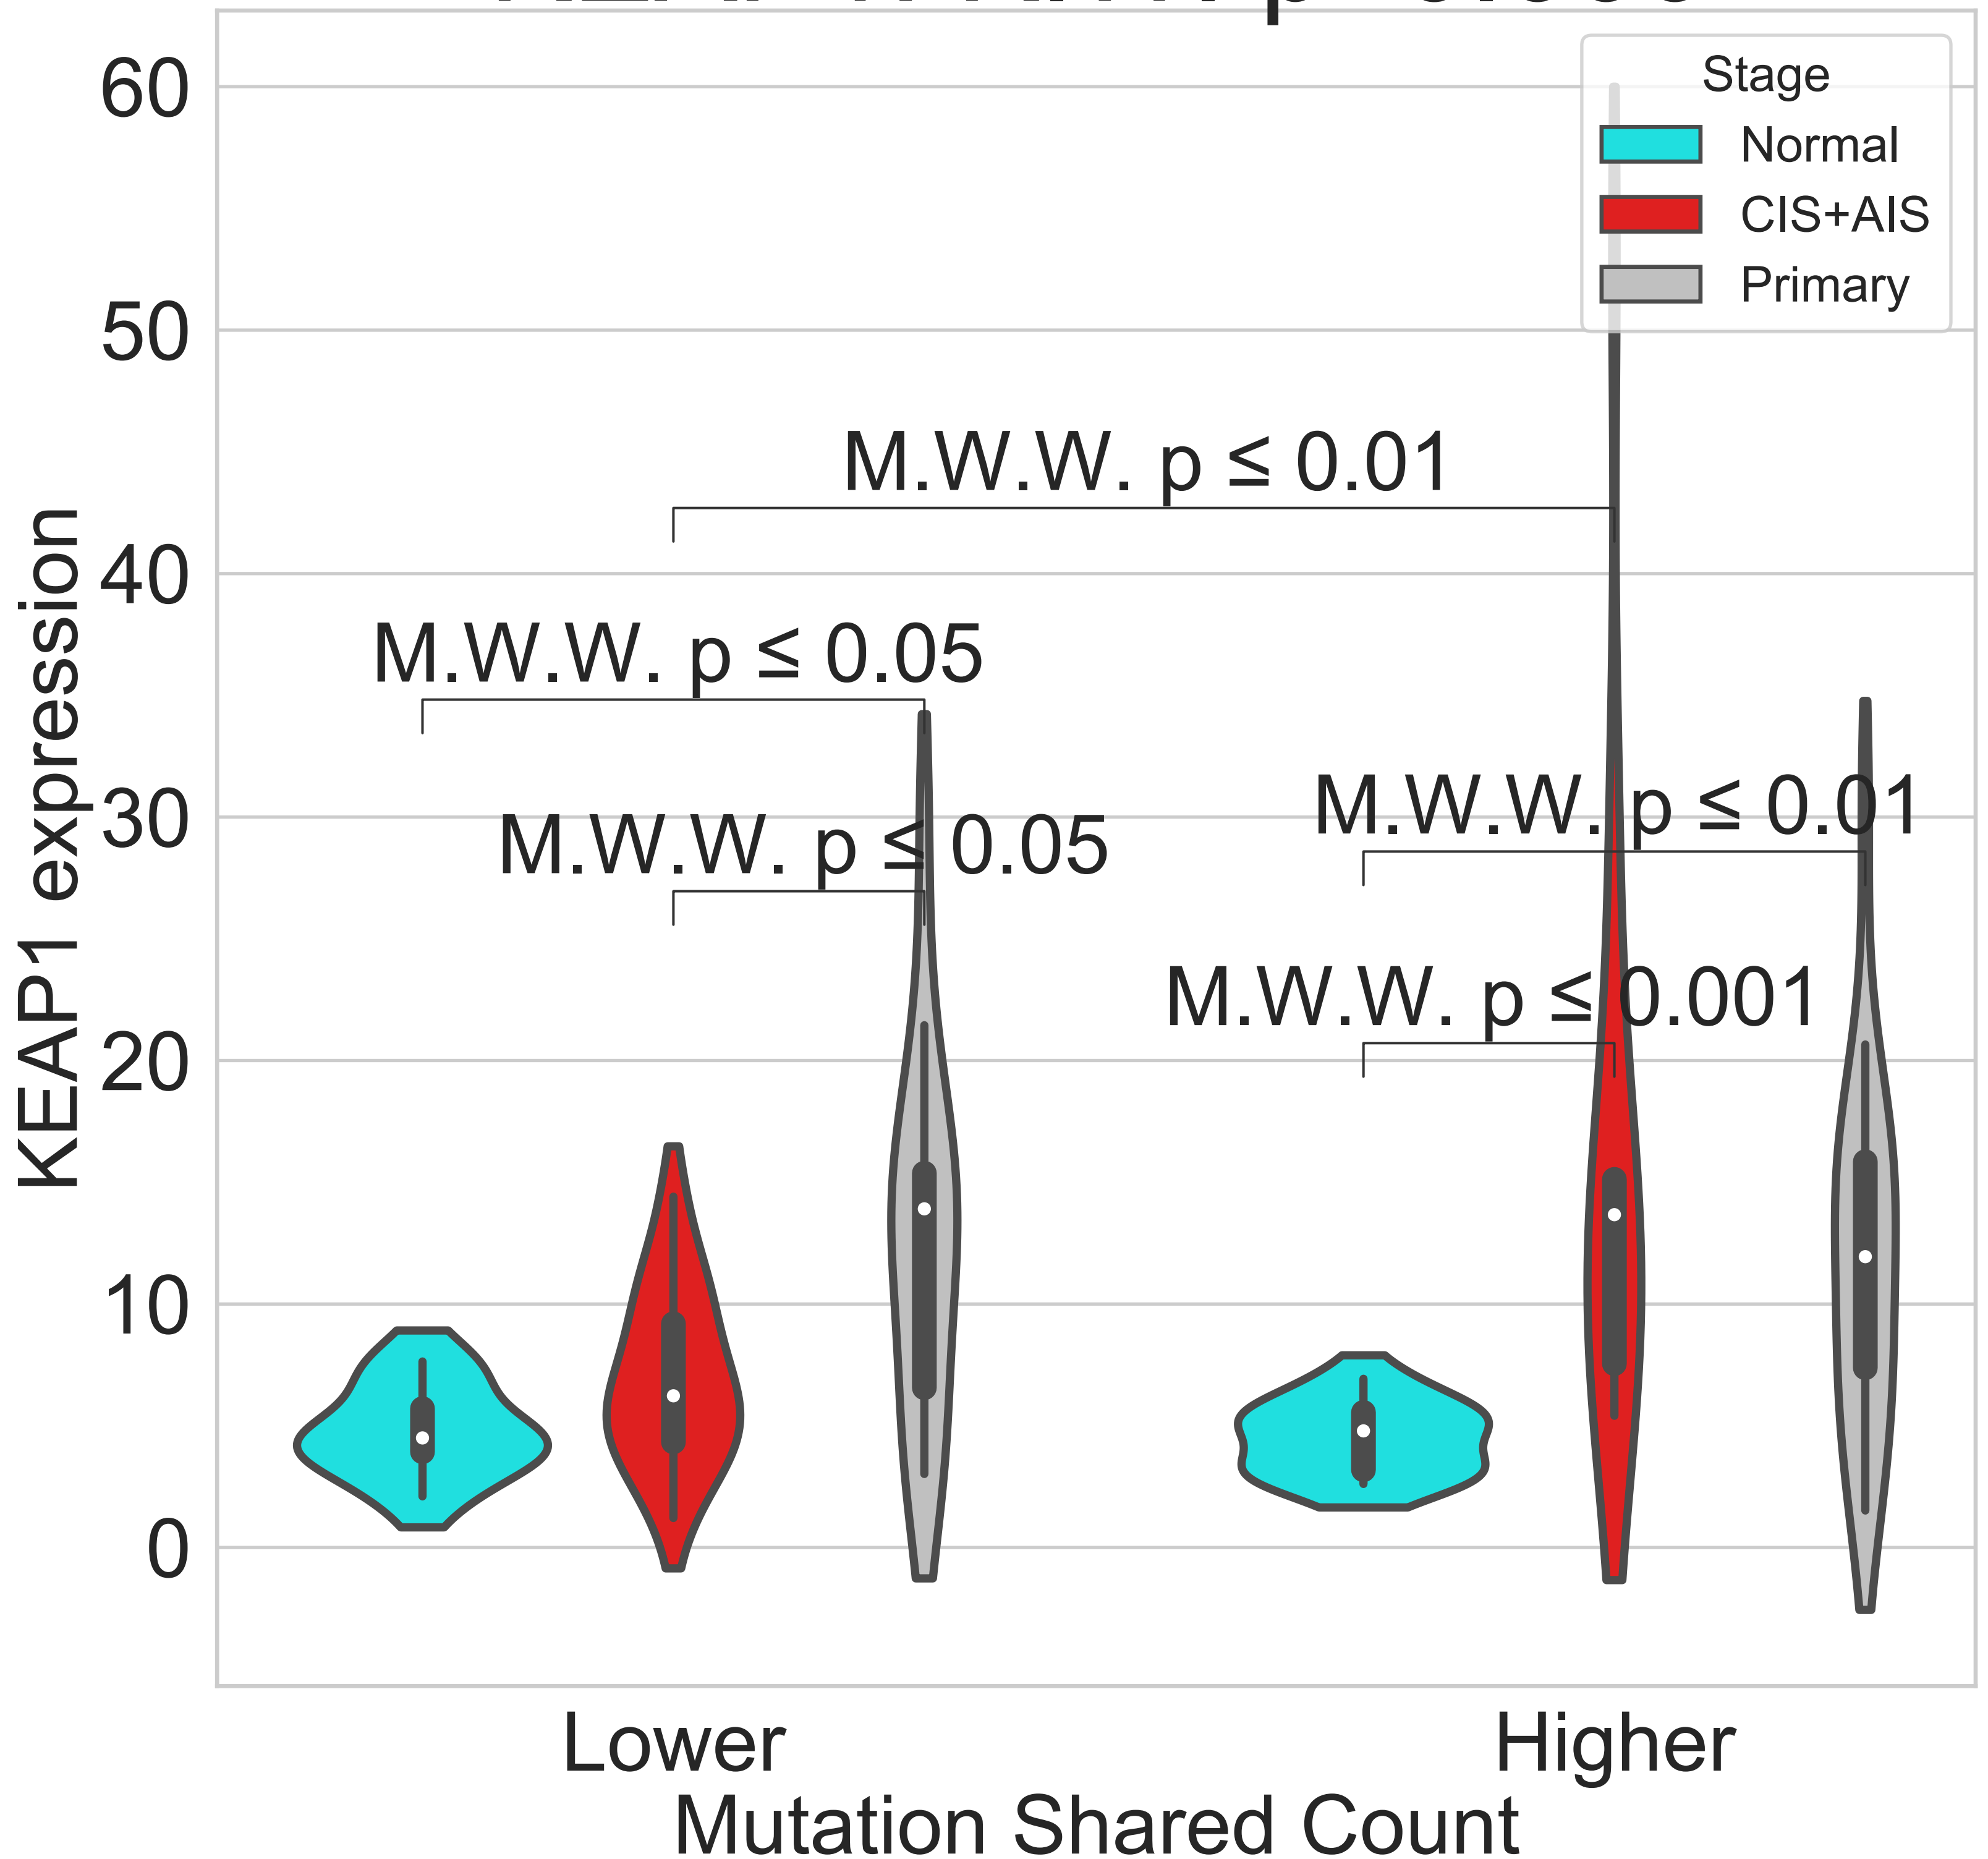 Stage
Normal
CIS+AIS
Primary
60
50
40
30
20
10
0
KEAP1 expression
M.W.W. p ≤ 0.01
M.W.W. p ≤ 0.05
M.W.W. p ≤ 0.05
M.W.W. p ≤ 0.01
M.W.W. p ≤ 0.001
Lower
Higher
Mutation Shared Count